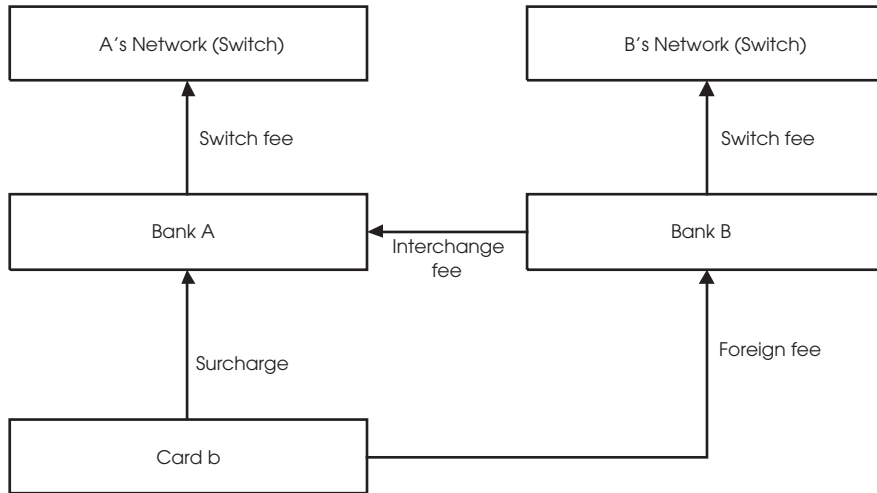 A’s Network (Switch)
B’s Network (Switch)
Switch fee
Switch fee
Bank A
Bank B
Interchange
fee
Surcharge
Foreign fee
Card b